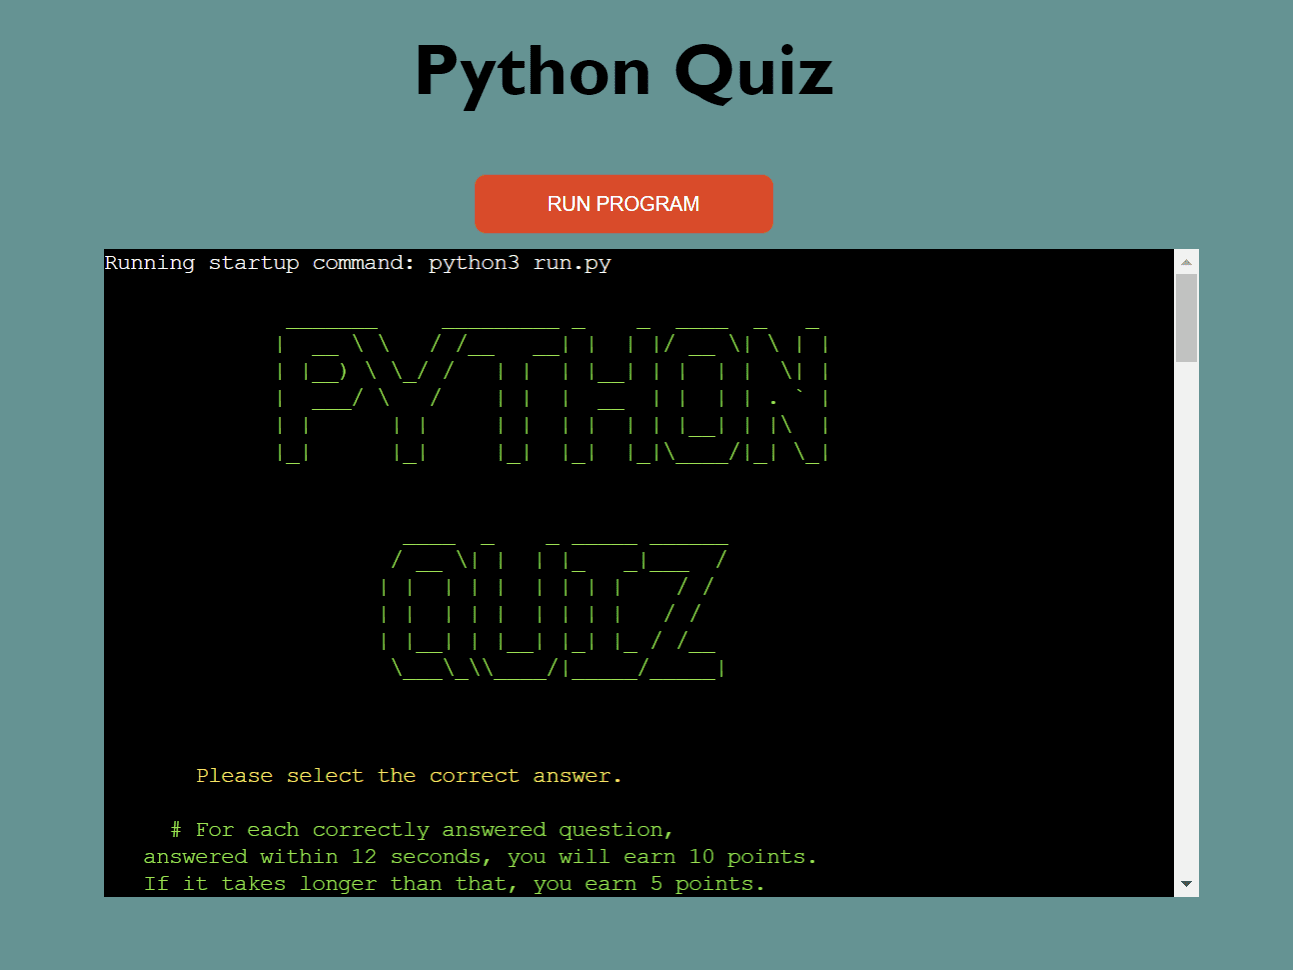 Python Quiz
RUN PROGRAM
Running startup command: python3 run.py
PYTHON
QUIZ
Please select the correct answer.
# For each correctly answered question,
answered within 12 seconds, you will earn 10 points.
If it takes longer than that, you earn 5 points.